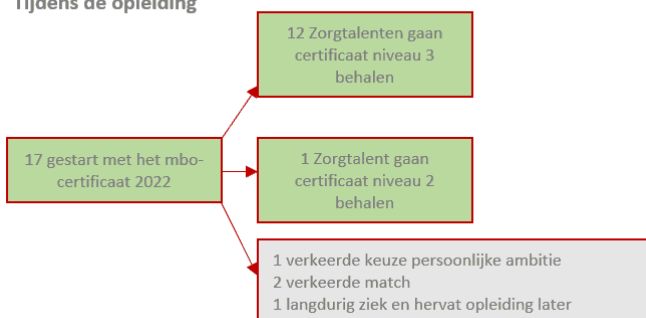 Tijdens de opleiding
12 Zorgtalenten gaan
certificaat niveau 3
behalen
17 gestart met het mbo-
certificaat 2022
1 Zorgtalent gaan
certificaat niveau 2
behalen
1 verkeerde keuze persoonlijke ambitie
2 verkeerde match
1 langdurig ziek en hervat opleiding later